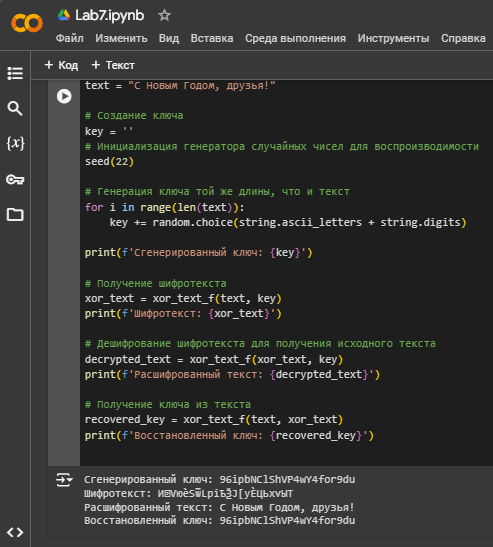 Lab7.ipynb
Файл Изменить Вид Вставка Среда выполнения Инструменты Справка
+ Код + Текст
text = "С Новым Годом, друзья!"
# Создание ключа
key = ''
# Инициализация генератора случайных чисел для воспроизводимости
seed(22)
# Генерация ключа той же длины, что и текст
for i in range(len(text)):
key += random.choice(string.ascii_letters + string.digits)
print(f'Сгенерированный ключ: {key}')
# Получение шифротекста
xor_text = xor_text_f(text, key)
print(f'Шифротекст: {xor_text}')
# Дешифрование шифротекста для получения исходного текста
decrypted_text = xor_text_f(xor_text, key)
print(f'Расшифрованный текст: {decrypted_text}')
# Получение ключа из текста
recovered_key = xor_text_f(text, xor_text)
print(f'Восстановленный ключ: {recovered_key}')
Сгенерированный ключ: 96ipbNClShVP4wY4for9du
Шифротекст:
Расшифрованный текст: С Новым Годом, друзья!
Восстановленный ключ: 96ipbNClShVP4wY4for9du